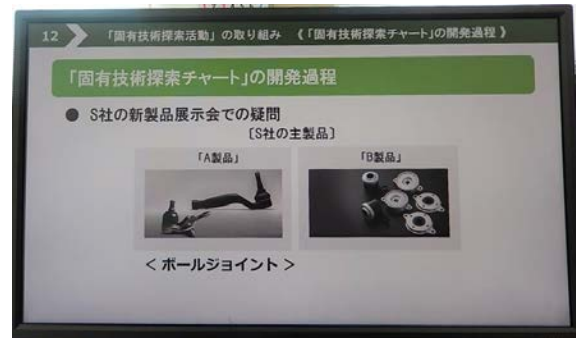 12 「固有技術探索活動」の取り組み 《「固有技術探索チャート」の開発過程》
「固有技術探索チャート」の開発過程
● S社の新製品展示会での疑問
〔S社の主製品〕
「A製品」 「B製品」
＜ボールジョイント＞